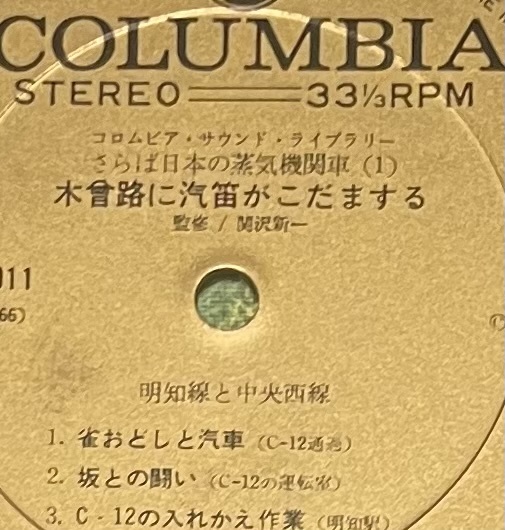 COLUMBIA
STEREO 33⅓RPM
コロムビア・サウンド・ライブラリー
さらば日本の蒸気機関車(1)
木曾路に汽笛がこだまする
監修 / 関沢新一
011
66)
©
明知線と中央西線
1. 雀おどしと汽車 (C-12通過)
2. 坂との闘い (C-12の運転室)
3. C-12の入れかえ作業 (明知駅)